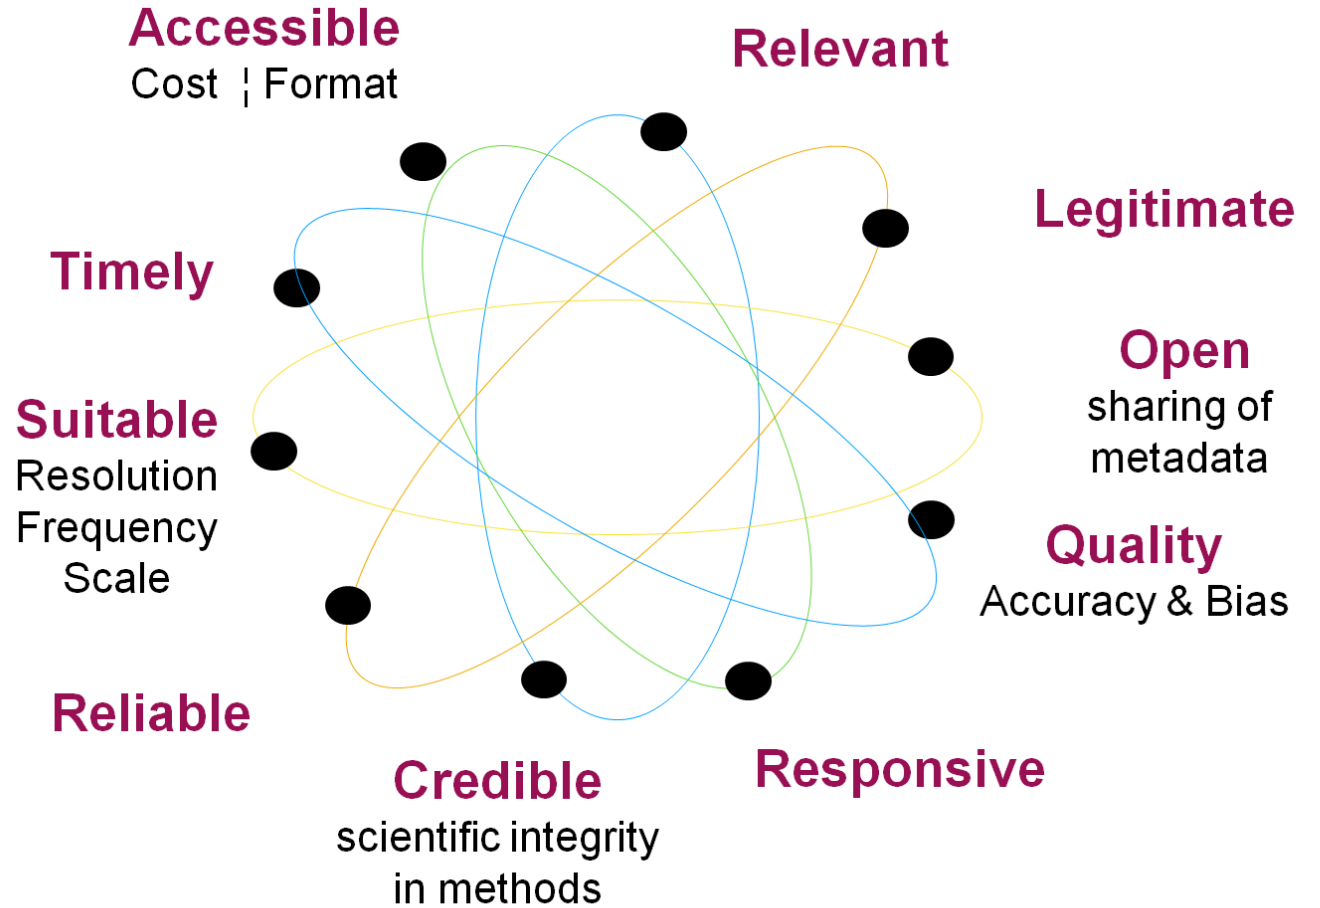 Accessible
Cost ¦ Format
Relevant
Legitimate
Timely
Open
sharing of
metadata
Suitable
Resolution
Frequency
Scale
Quality
Accuracy & Bias
Reliable
Credible
scientific integrity
in methods
Responsive